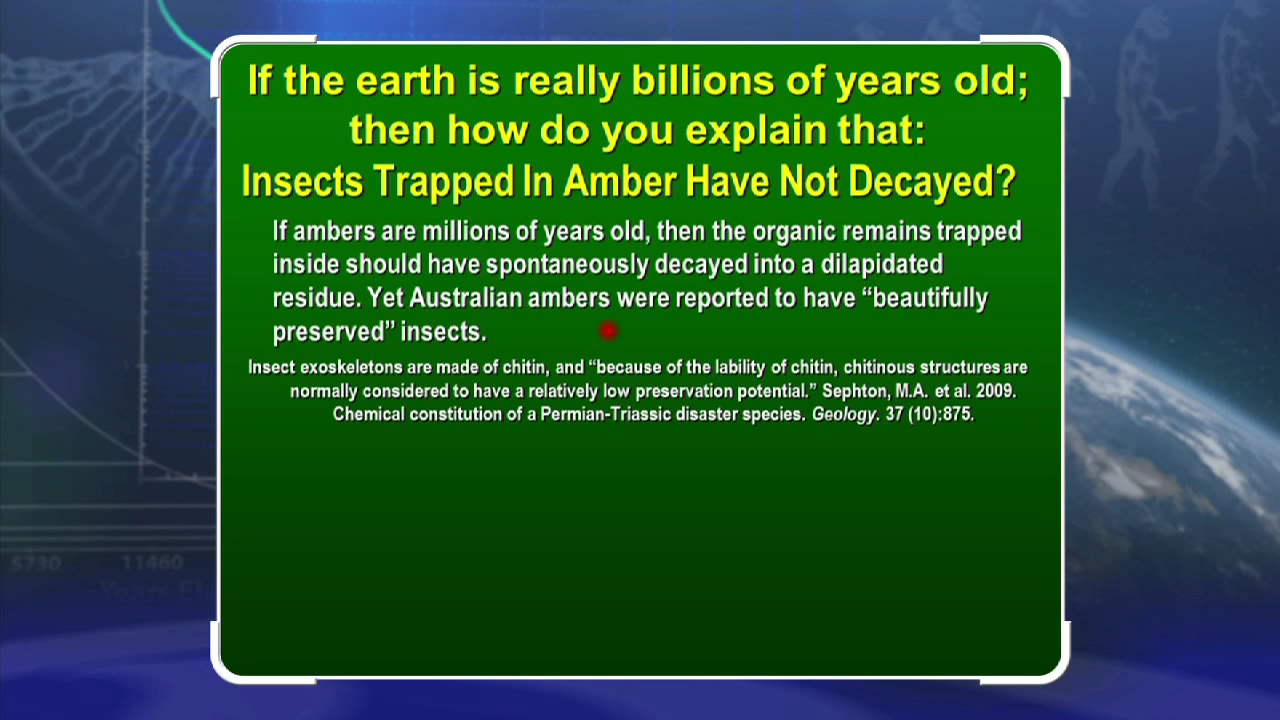 If the earth is really billions of years old;
then how do you explain that:
Insects Trapped In Amber Have Not Decayed?
If ambers are millions of years old, then the organic remains trapped
inside should have spontaneously decayed into a dilapidated
residue. Yet Australian ambers were reported to have “beautifully
preserved” insects.
Insect exoskeletons are made of chitin, and “because of the lability of chitin, chitinous structures are
normally considered to have a relatively low preservation potential.” Sephton, M.A. et al. 2009.
Chemical constitution of a Permian-Triassic disaster species. Geology. 37 (10):875.
5730 11460